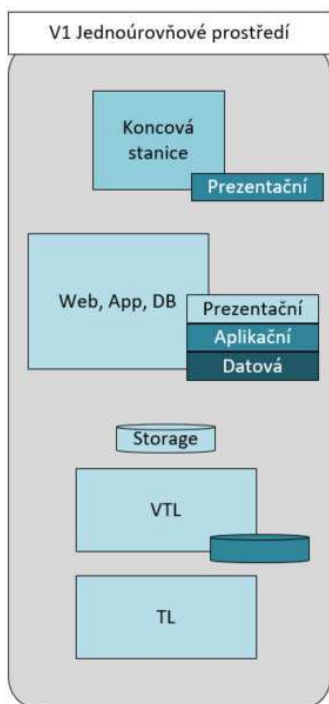 V1 Jednoúrovňové prostředí
Koncová
stanice
Prezentační
Web, App, DB
Prezentační
Aplikační
Datová
Storage
VTL
TL